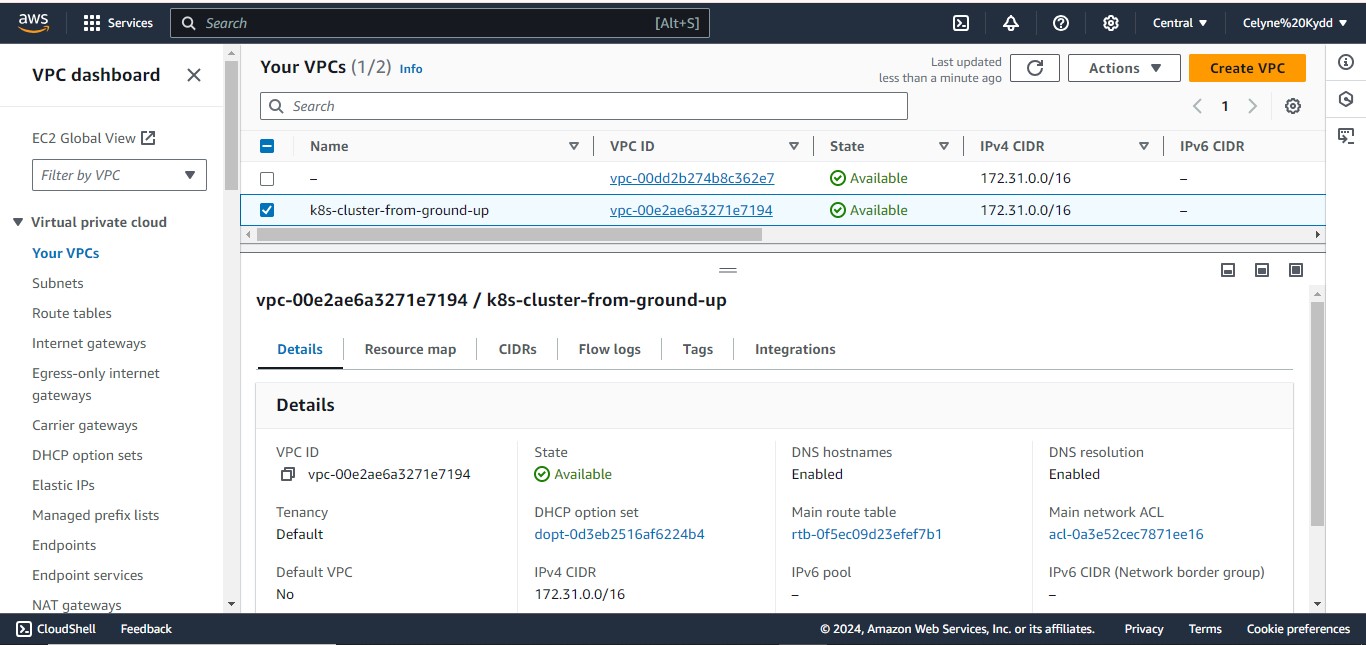 aws Services Search [Alt+S] Central Celyne%20Kydd
VPC dashboard
EC2 Global View
Filter by VPC
Virtual private cloud
Your VPCs
Subnets
Route tables
Internet gateways
Egress-only internet
gateways
Carrier gateways
DHCP option sets
Elastic IPs
Managed prefix lists
Endpoints
Endpoint services
NAT gateways
Your VPCs (1/2) Info
Last updated
less than a minute ago
Actions
Create VPC
Search
1
Name VPC ID State IPv4 CIDR IPv6 CIDR
– vpc-00dd2b274b8c362e7 Available 172.31.0.0/16 –
k8s-cluster-from-ground-up vpc-00e2ae6a3271e7194 Available 172.31.0.0/16 –
vpc-00e2ae6a3271e7194 / k8s-cluster-from-ground-up
Details Resource map CIDRs Flow logs Tags Integrations
Details
VPC ID
vpc-00e2ae6a3271e7194
State
Available
DNS hostnames
Enabled
DNS resolution
Enabled
Tenancy
Default
DHCP option set
dopt-0d3eb2516af6224b4
Main route table
rtb-0f5ec09d23efef7b1
Main network ACL
acl-0a3e52cec7871ee16
Default VPC
No
IPv4 CIDR
172.31.0.0/16
IPv6 pool
–
IPv6 CIDR (Network border group)
–
CloudShell Feedback © 2024, Amazon Web Services, Inc. or its affiliates. Privacy Terms Cookie preferences